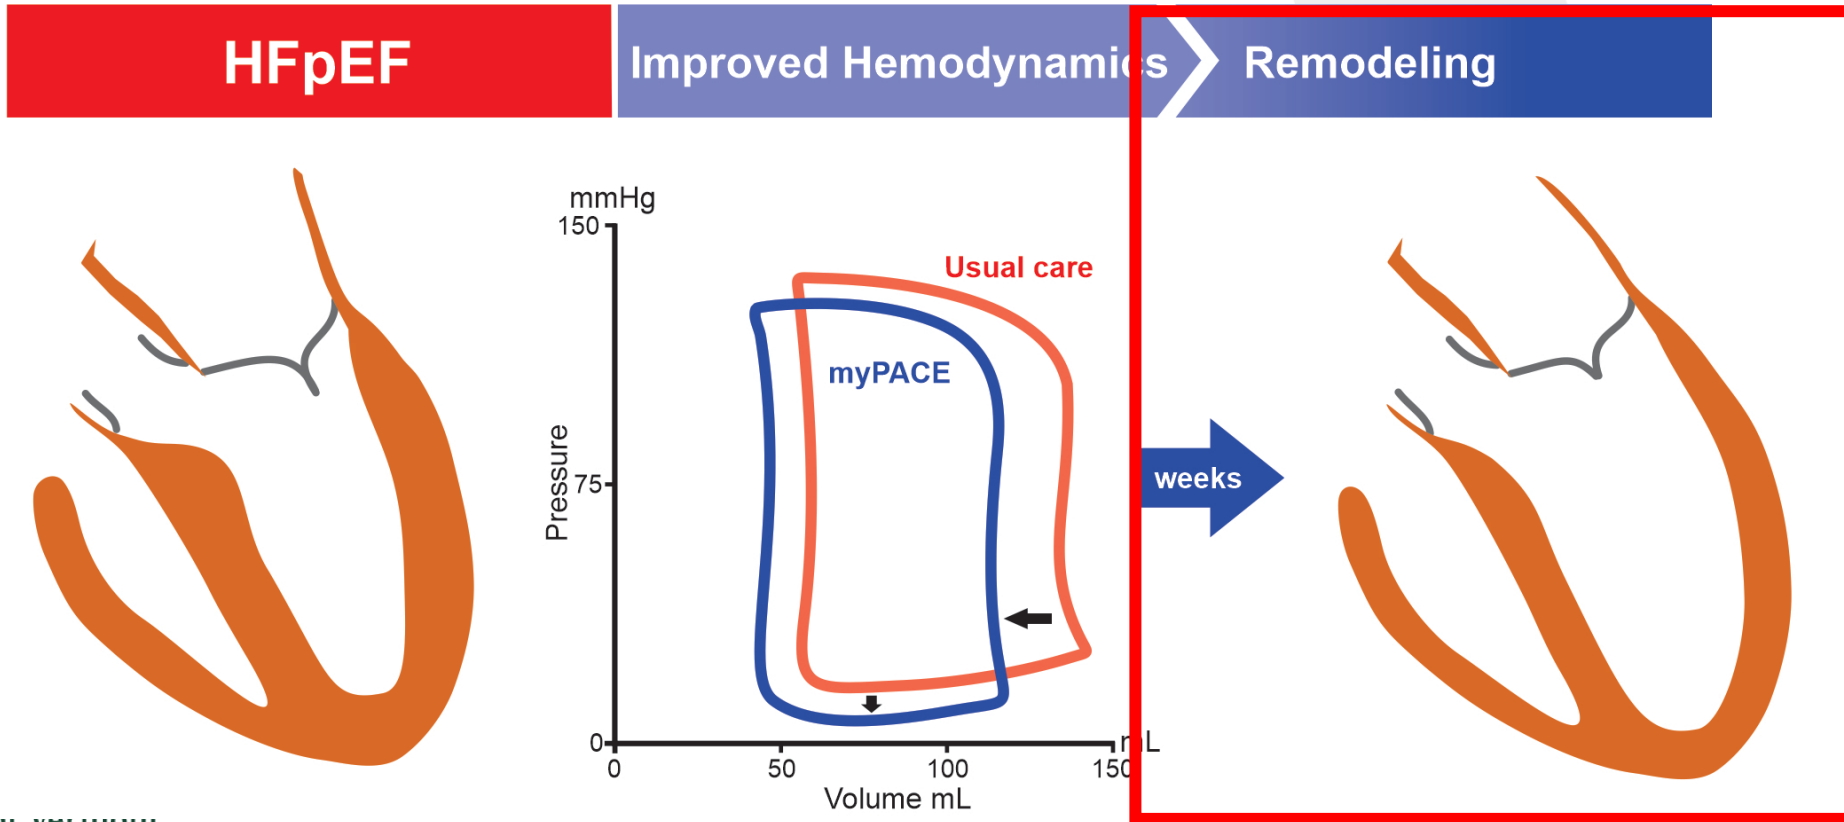 HFpEF
Improved Hemodynamics
Remodeling
mmHg
150
Usual care
myPACE
Pressure
75
weeks
0
mL
0
50
100
150
Volume mL